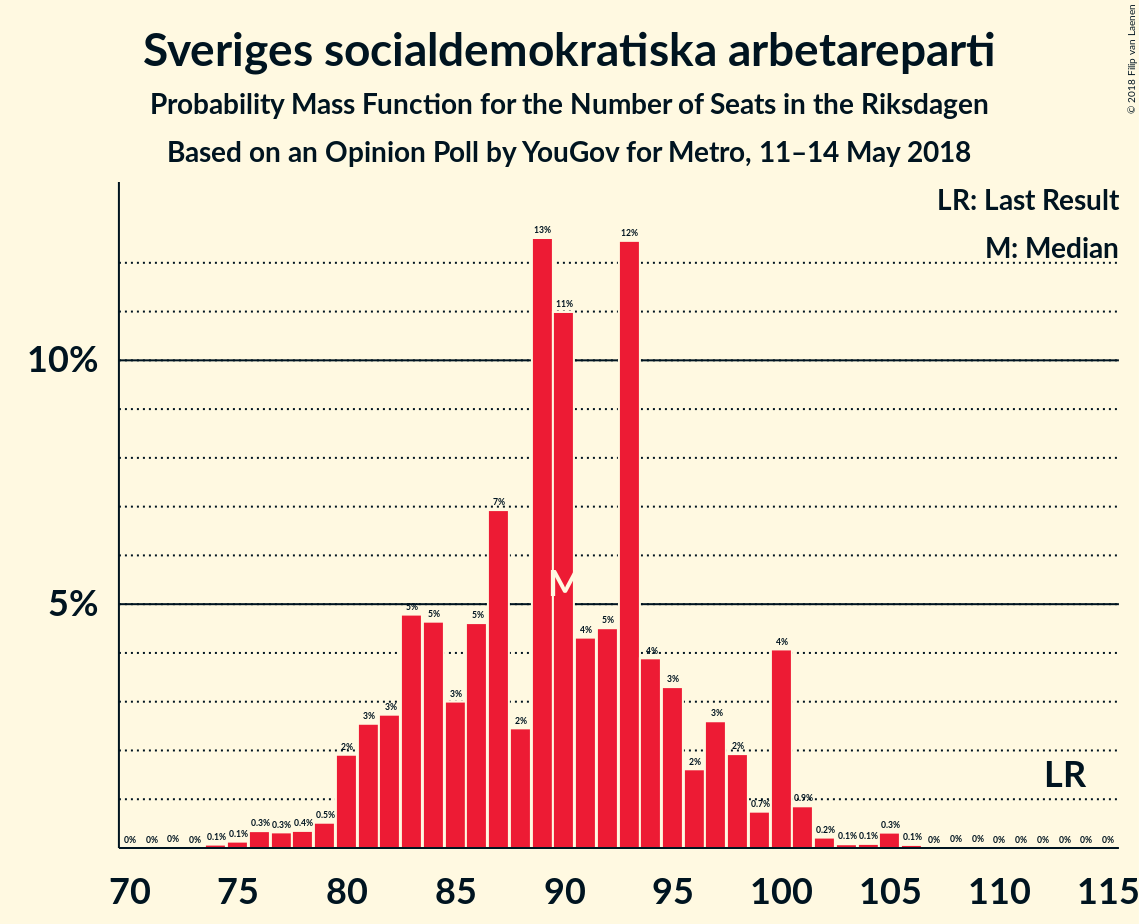 Sveriges socialdemokratiska arbetareparti
Probability Mass Function for the Number of Seats in the Riksdagen
Based on an Opinion Poll by YouGov for Metro, 11–14 May 2018
© 2018 Filip van Laenen
LR: Last Result
M: Median
10%
5%
0% 0% 0% 0% 0.1% 0.1% 0.3% 0.3% 0.4% 0.5% 2% 3% 3% 5% 5% 3% 5% 7% 2% 13% 11% 4% 5% 12% 4% 3% 2% 3% 2% 0.7% 4% 0.9% 0.2% 0.1% 0.1% 0.3% 0.1% 0% 0% 0% 0% 0% 0% 0% 0% 0%
M
LR
70 75 80 85 90 95 100 105 110 115